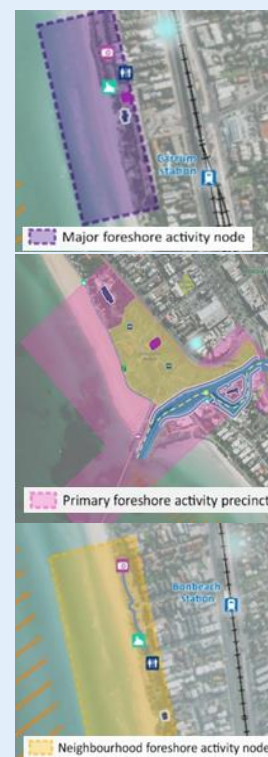 Carrum
station
Major foreshore activity node
Primary foreshore activity precinct
Bonbeach
station
Neighbourhood foreshore activity node